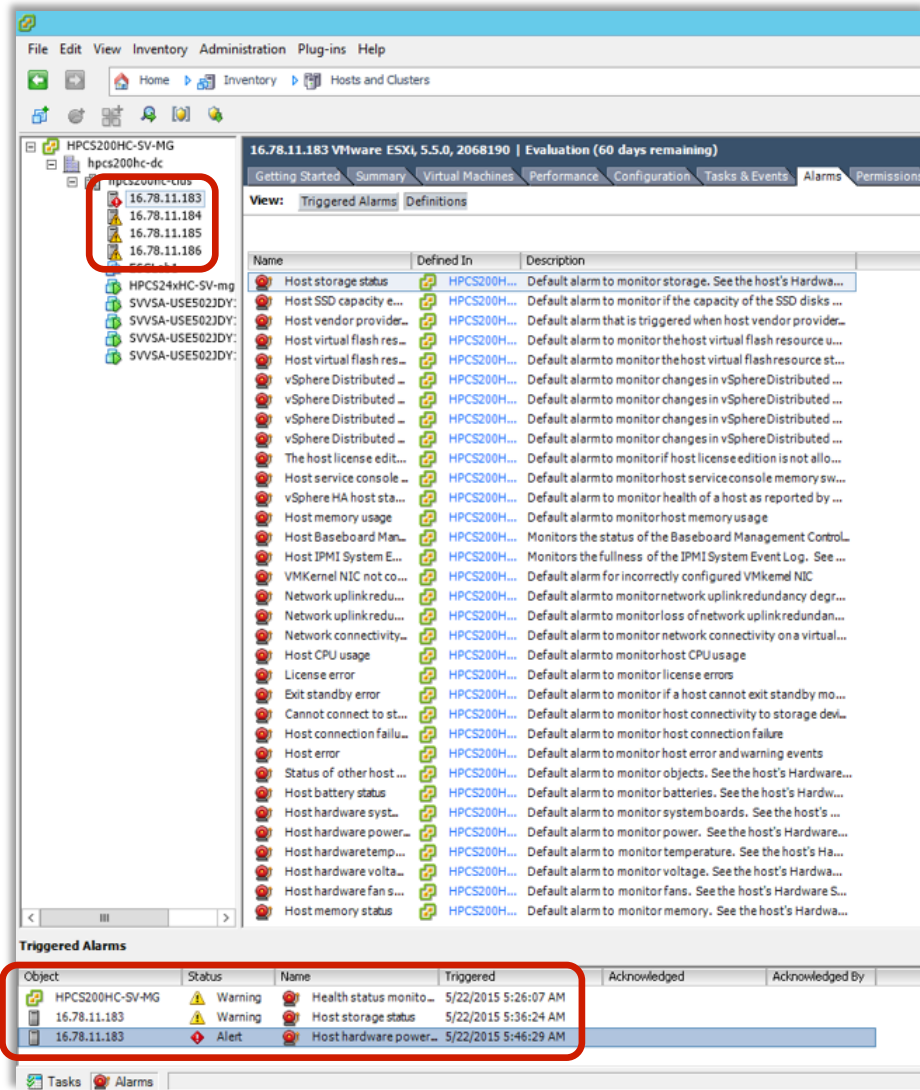 File Edit View Inventory Administration Plug-ins Help
Home Inventory Hosts and Clusters
HPCS200HC-SV-MG
hpcs200hc-dc
hpcs200hc-clus
16.78.11.183
16.78.11.184
16.78.11.185
16.78.11.186
HPCS24xHC-SV-mg
SVVSA-USE502JDY:
SVVSA-USE502JDY:
SVVSA-USE502JDY:
SVVSA-USE502JDY:
16.78.11.183 VMware ESXi, 5.5.0, 2068190 | Evaluation (60 days remaining)
Getting Started Summary Virtual Machines Performance Configuration Tasks & Events Alarms Permissions
View: Triggered Alarms Definitions
Name Defined In Description
Host storage status HPCS200H... Default alarm to monitor storage. See the host's Hardwa...
Host SSD capacity e... HPCS200H... Default alarm to monitor if the capacity of the SSD disks ...
Host vendor provider... HPCS200H... Default alarm that is triggered when host vendor provider...
Host virtual flash res... HPCS200H... Default alarm to monitor the host virtual flash resource u...
Host virtual flash res... HPCS200H... Default alarm to monitor the host virtual flash resource st...
vSphere Distributed ... HPCS200H... Default alarm to monitor changes in vSphere Distributed ...
vSphere Distributed ... HPCS200H... Default alarm to monitor changes in vSphere Distributed ...
vSphere Distributed ... HPCS200H... Default alarm to monitor changes in vSphere Distributed ...
vSphere Distributed ... HPCS200H... Default alarm to monitor changes in vSphere Distributed ...
The host license edit... HPCS200H... Default alarm to monitor if host license edition is not allo...
Host service console ... HPCS200H... Default alarm to monitor host service console memory sw...
vSphere HA host sta... HPCS200H... Default alarm to monitor health of a host as reported by ...
Host memory usage HPCS200H... Default alarm to monitor host memory usage
Host Baseboard Man... HPCS200H... Monitors the status of the Baseboard Management Control...
Host IPMI System E... HPCS200H... Monitors the fullness of the IPMI System Event Log. See ...
VMKernel NIC not co... HPCS200H... Default alarm for incorrectly configured VMkernel NIC
Network uplink redu... HPCS200H... Default alarm to monitor network uplink redundancy degr...
Network uplink redu... HPCS200H... Default alarm to monitor loss of network uplink redundan...
Network connectivity... HPCS200H... Default alarm to monitor network connectivity on a virtual...
Host CPU usage HPCS200H... Default alarm to monitor host CPU usage
License error HPCS200H... Default alarm to monitor license errors
Exit standby error HPCS200H... Default alarm to monitor if a host cannot exit standby mo...
Cannot connect to st... HPCS200H... Default alarm to monitor host connectivity to storage devi...
Host connection failu... HPCS200H... Default alarm to monitor host connection failure
Host error HPCS200H... Default alarm to monitor host error and warning events
Status of other host ... HPCS200H... Default alarm to monitor objects. See the host's Hardware...
Host battery status HPCS200H... Default alarm to monitor batteries. See the host's Hardw...
Host hardware syst... HPCS200H... Default alarm to monitor system boards. See the host's ...
Host hardware power... HPCS200H... Default alarm to monitor power. See the host's Hardware...
Host hardware temp... HPCS200H... Default alarm to monitor temperature. See the host's Ha...
Host hardware volta... HPCS200H... Default alarm to monitor voltage. See the host's Hardwa...
Host hardware fan s... HPCS200H... Default alarm to monitor fans. See the host's Hardware S...
Host memory status HPCS200H... Default alarm to monitor memory. See the host's Hardwa...
Triggered Alarms
Object Status Name Triggered Acknowledged Acknowledged By
HPCS200HC-SV-MG Warning Health status monito... 5/22/2015 5:26:07 AM
16.78.11.183 Warning Host storage status 5/22/2015 5:36:24 AM
16.78.11.183 Alert Host hardware power... 5/22/2015 5:46:29 AM
Tasks Alarms